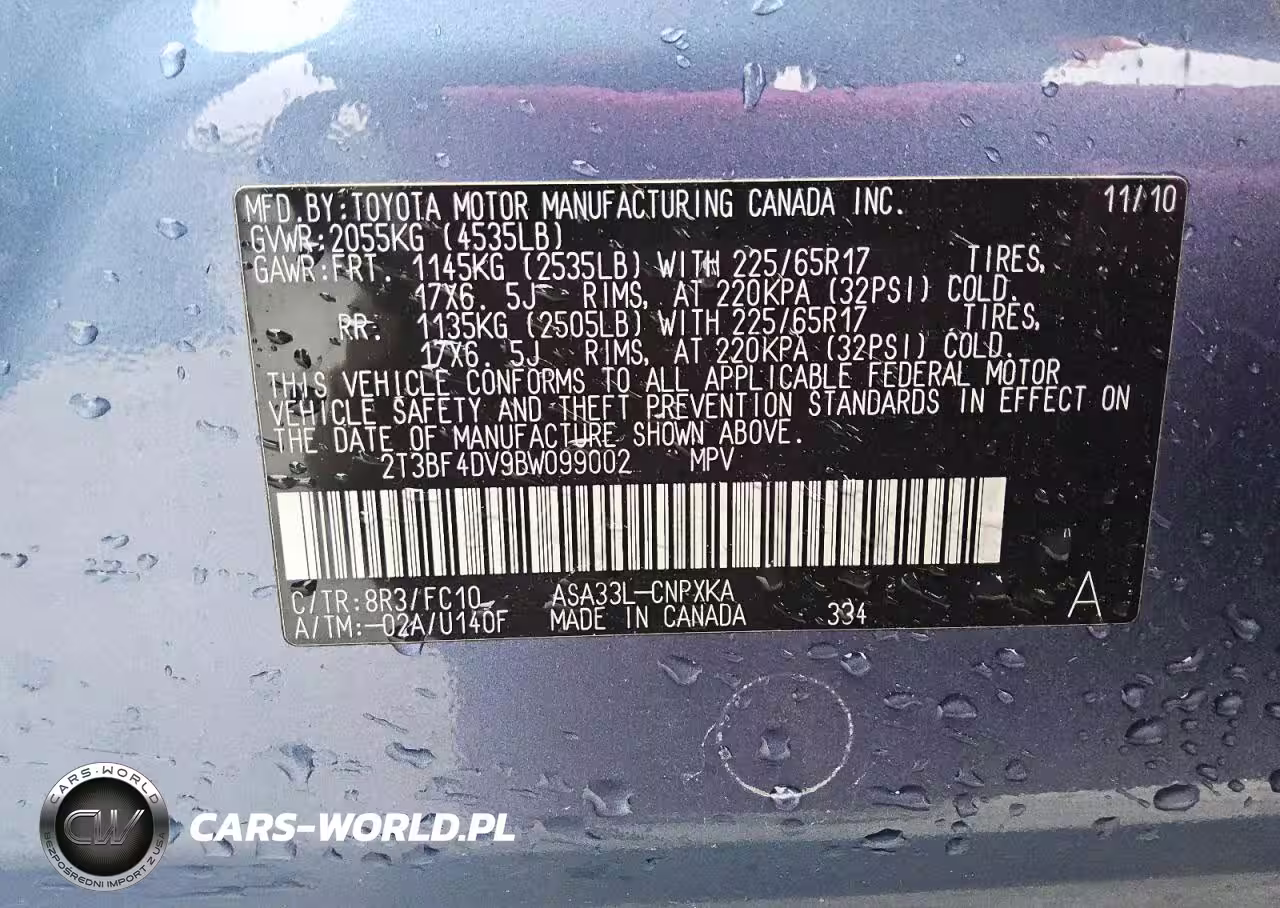 MFD.BY:TOYOTA MOTOR MANUFACTURING CANADA INC. 11/10
GVWR:2055KG (4535LB)
GAWR:FRT. 1145KG (2535LB) WITH 225/65R17 TIRES,
17X6. 5J RIMS, AT 220KPA (32PSI) COLD.
RR: 1135KG (2505LB) WITH 225/65R17 TIRES,
17X6. 5J RIMS, AT 220KPA (32PSI) COLD.
THIS VEHICLE CONFORMS TO ALL APPLICABLE FEDERAL MOTOR
VEHICLE SAFETY AND THEFT PREVENTION STANDARDS IN EFFECT ON
THE DATE OF MANUFACTURE SHOWN ABOVE.
2T3BF4DV9BW099002 MPV
C/TR:8R3/FC10 ASA33L-CNPXKA
A/TM:-02A/U140F MADE IN CANADA 334 A
CARS-WORLD
CW
BEZPOŚREDNI IMPORT Z USA
CARS-WORLD.PL